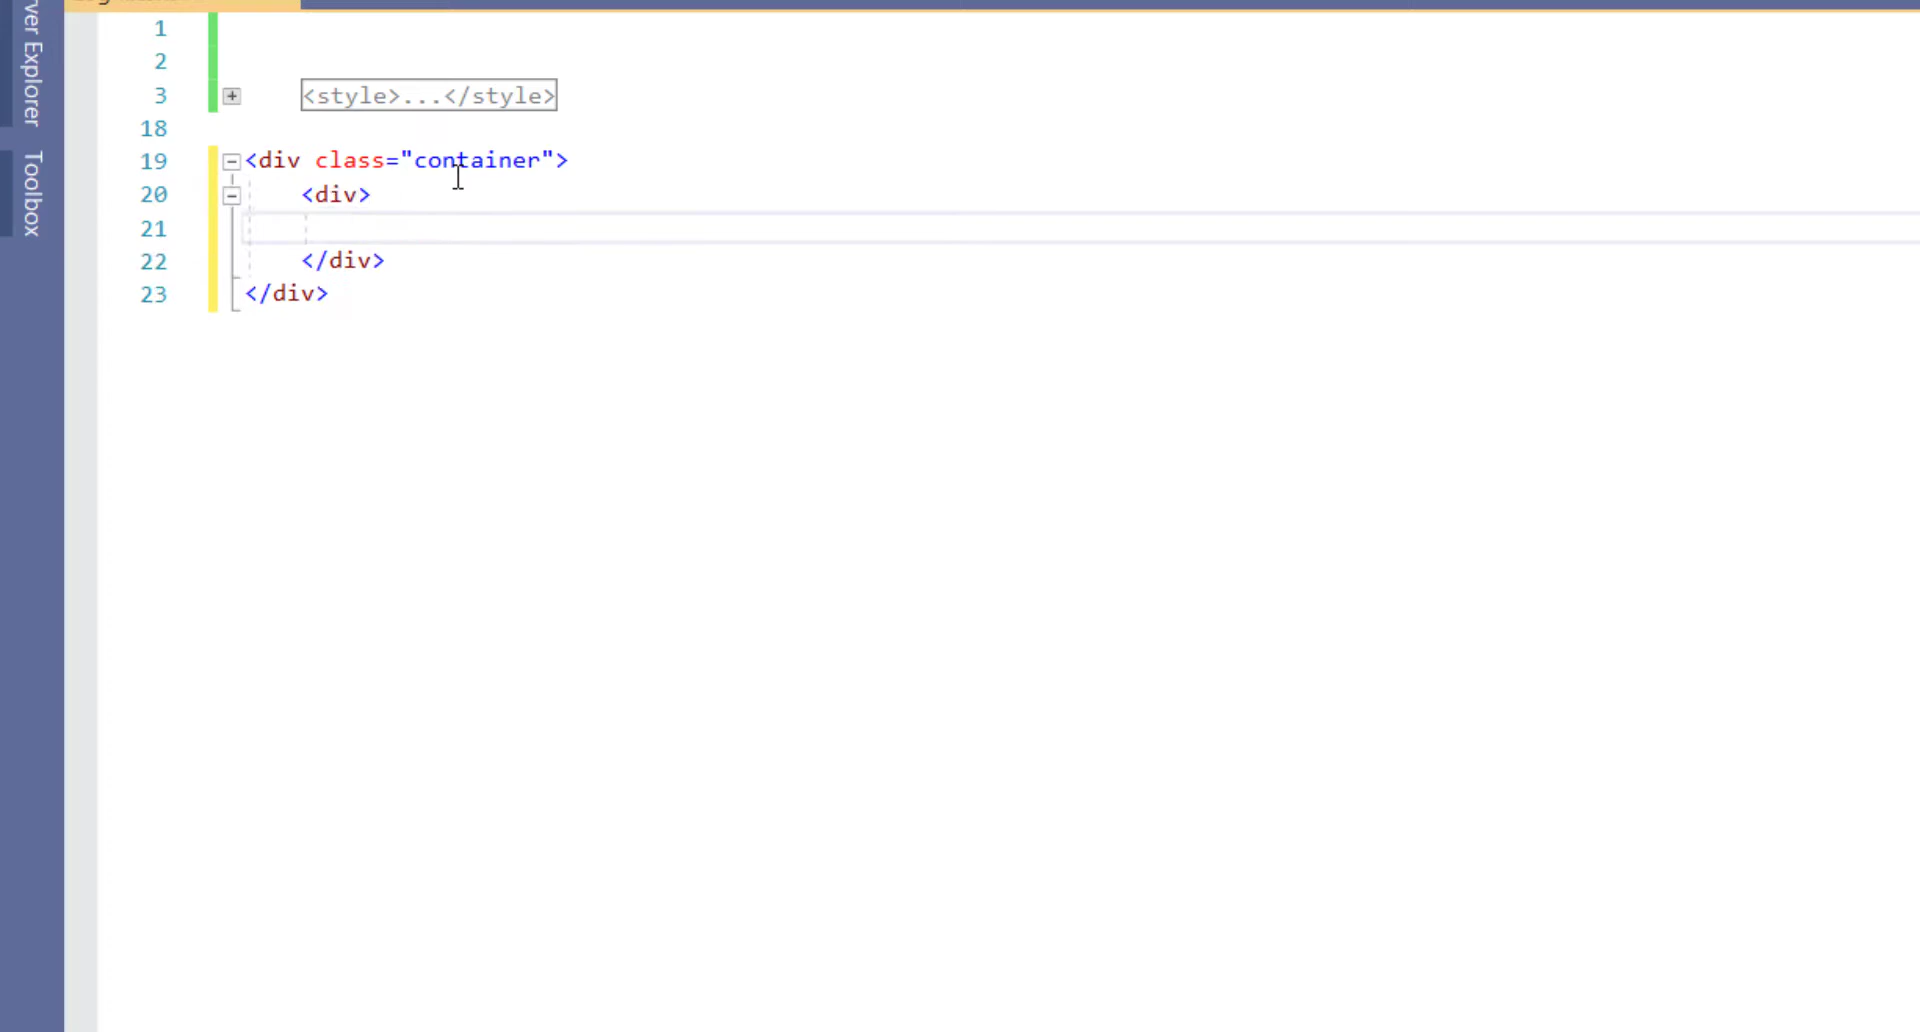 ver Explorer
Toolbox
1
2
3 <style>...</style>
18
19 <div class="container">
20 <div>
21
22 </div>
23 </div>